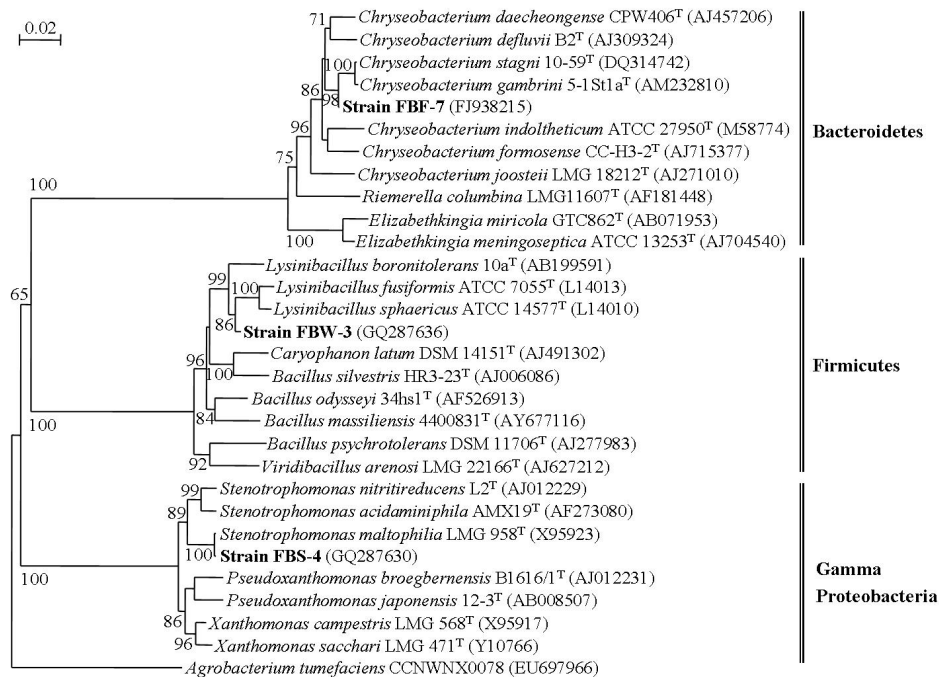 0.02
71
Chryseobacterium daecheongense CPW406ᵀ (AJ457206)
Chryseobacterium defluvii B2ᵀ (AJ309324)
100
Chryseobacterium stagni 10-59ᵀ (DQ314742)
Chryseobacterium gambrini 5-1St1aᵀ (AM232810)
86
98
Strain FBF-7 (FJ938215)
96
Chryseobacterium indoltheticum ATCC 27950ᵀ (M58774)
Bacteroidetes
Chryseobacterium formosense CC-H3-2ᵀ (AJ715377)
75
Chryseobacterium joosteii LMG 18212ᵀ (AJ271010)
100
Riemerella columbina LMG11607ᵀ (AF181448)
Elizabethkingia miricola GTC862ᵀ (AB071953)
100
Elizabethkingia meningoseptica ATCC 13253ᵀ (AJ704540)
Lysinibacillus boronitolerans 10aᵀ (AB199591)
99
100
Lysinibacillus fusiformis ATCC 7055ᵀ (L14013)
65
Lysinibacillus sphaericus ATCC 14577ᵀ (L14010)
86
Strain FBW-3 (GQ287636)
96
Caryophanon latum DSM 14151ᵀ (AJ491302)
Firmicutes
100
Bacillus silvestris HR3-23ᵀ (AJ006086)
Bacillus odysseyi 34hs1ᵀ (AF526913)
84
Bacillus massiliensis 4400831ᵀ (AY677116)
100
Bacillus psychrotolerans DSM 11706ᵀ (AJ277983)
92
Viridibacillus arenosi LMG 22166ᵀ (AJ627212)
99
Stenotrophomonas nitritireducens L2ᵀ (AJ012229)
89
Stenotrophomonas acidaminiphila AMX19ᵀ (AF273080)
Stenotrophomonas maltophilia LMG 958ᵀ (X95923)
100
Strain FBS-4 (GQ287630)
100
Pseudoxanthomonas broegbernensis B1616/1ᵀ (AJ012231)
Gamma
Proteobacteria
Pseudoxanthomonas japonensis 12-3ᵀ (AB008507)
86
Xanthomonas campestris LMG 568ᵀ (X95917)
96
Xanthomonas sacchari LMG 471ᵀ (Y10766)
Agrobacterium tumefaciens CCNWNX0078 (EU697966)